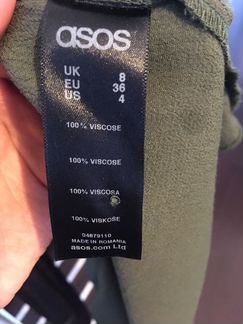 asos
UK 8
EU 36
US 4
100% VISCOSE
100% VISCOSE
100% VISCOSA
100% VISKOSE
04679110
MADE IN ROMANIA
asos.com Ltd